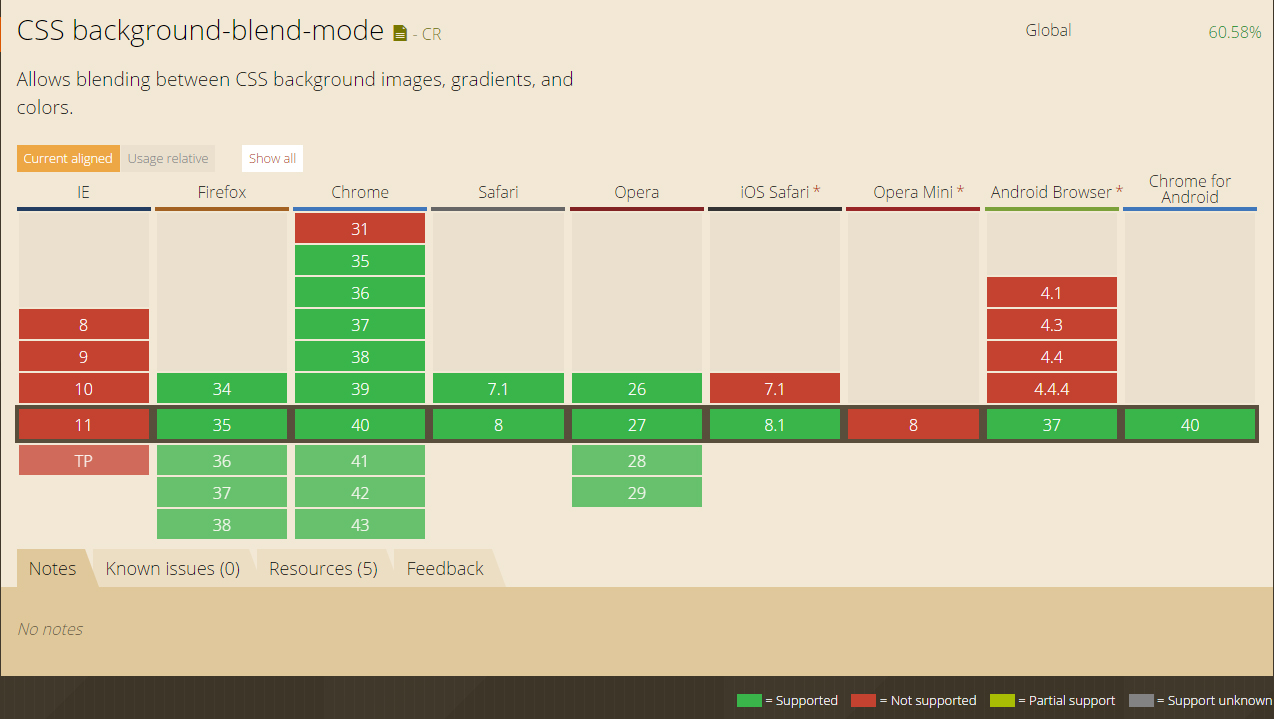 CSS background-blend-mode - CR
Global 60.58%
Allows blending between CSS background images, gradients, and
colors.
Current aligned Usage relative Show all
IE Firefox Chrome Safari Opera iOS Safari * Opera Mini * Android Browser * Chrome for
Android
31
35
36 4.1
8 37 4.3
9 38 4.4
10 34 39 7.1 26 7.1 4.4.4
11 35 40 8 27 8.1 8 37 40
TP 36 41 28
37 42 29
38 43
Notes Known issues (0) Resources (5) Feedback
No notes
= Supported = Not supported = Partial support = Support unknown